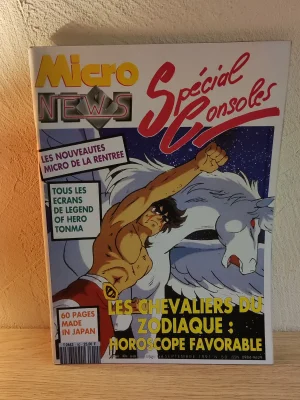 Micro
NEWS
Spécial
Consoles
LES NOUVEAUTES
MICRO DE LA RENTREE
TOUS LES
ECRANS DE LEGEND
OF HERO
TONMA
LES CHEVALIERS DU
ZODIAQUE :
HOROSCOPE FAVORABLE
60 PAGES
MADE
IN JAPAN